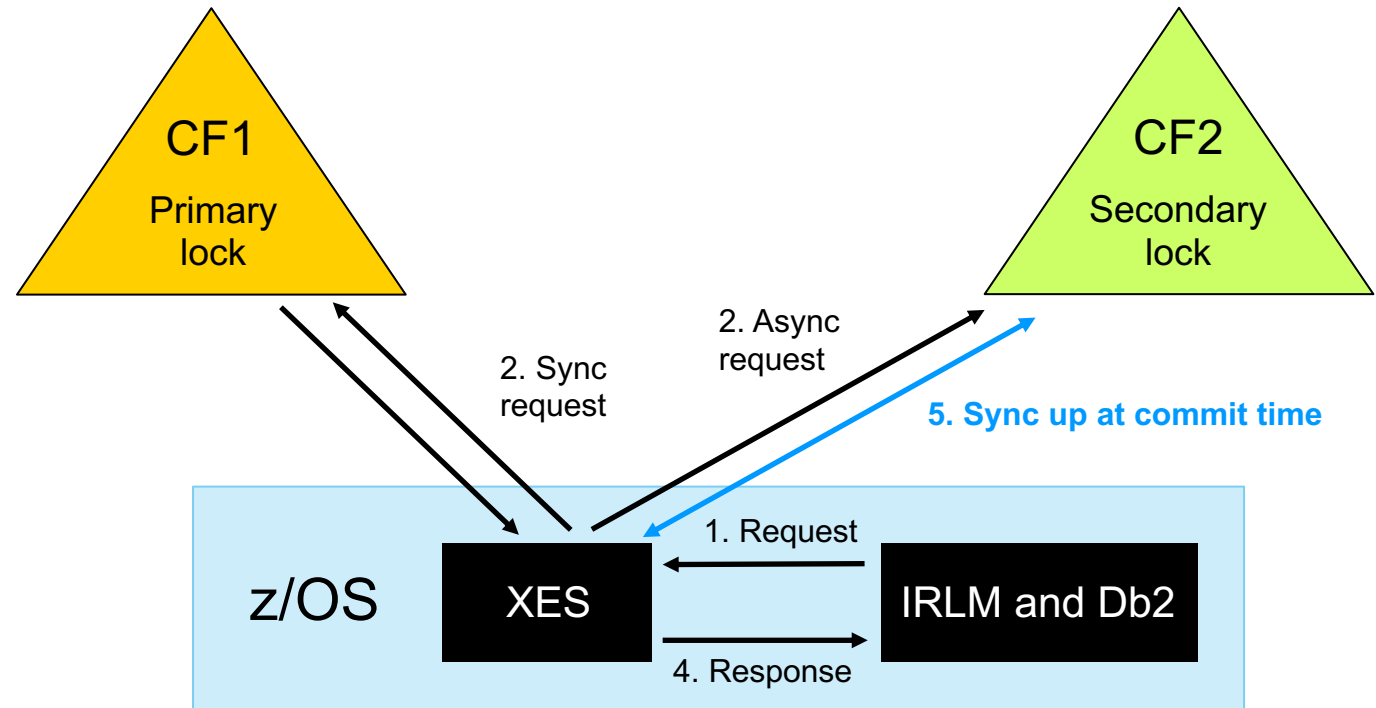 CF1
Primary
lock
CF2
Secondary
lock
2. Async
request
2. Sync
request
5. Sync up at commit time
1. Request
z/OS
XES
IRLM and Db2
4. Response